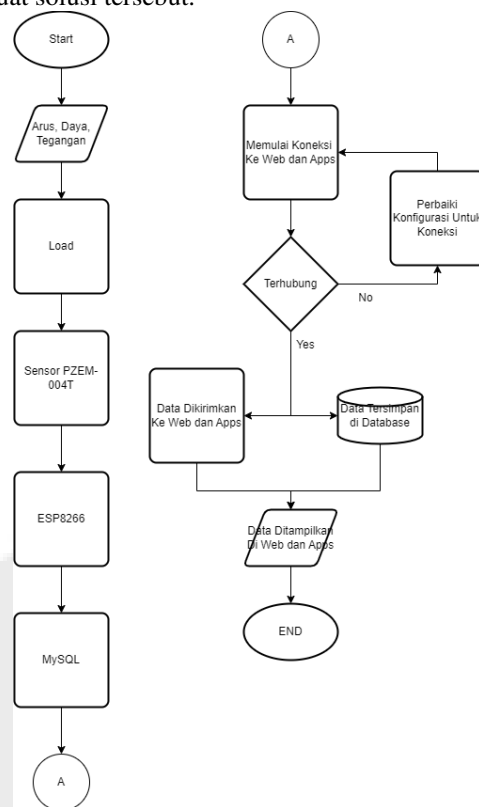 dat solusi tersebut.
Start
Arus, Daya,
Tegangan
Load
Sensor PZEM-
004T
ESP8266
MySQL
A
A
Memulai Koneksi
Ke Web dan Apps
Perbaiki
Konfigurasi Untuk
Koneksi
Terhubung
No
Yes
Data Dikirimkan
Ke Web dan Apps
Data Tersimpan
di Database
Data Ditampilkan
Di Web dan Apps
END